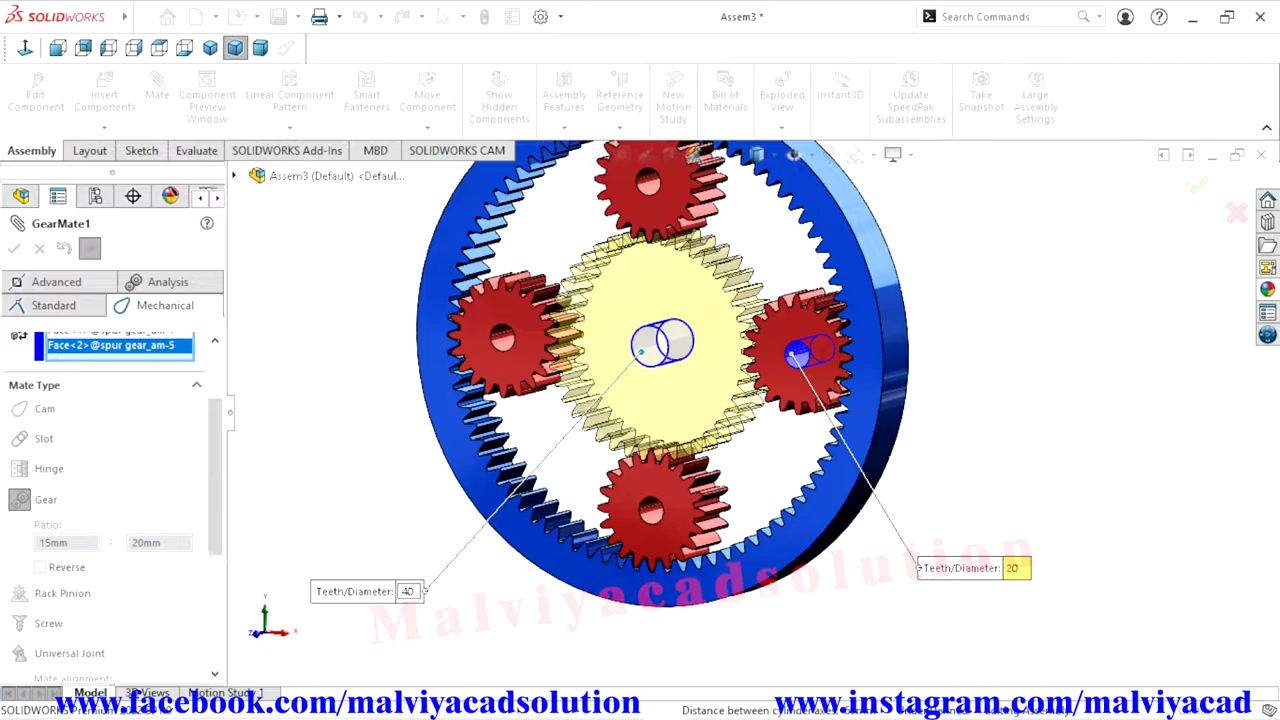 SOLIDWORKS
Assem3 *
Search Commands
Edit Component
Insert Components
Mate
Component Preview Window
Linear Component Pattern
Smart Fasteners
Move Component
Show Hidden Components
Assembly Features
Reference Geometry
New Motion Study
Bill of Materials
Exploded View
Instant3D
Update SpeedPak Subassemblies
Take Snapshot
Large Assembly Settings
Assembly
Layout
Sketch
Evaluate
SOLIDWORKS Add-Ins
MBD
SOLIDWORKS CAM
Assem3 (Default) <Defaul...
GearMate1
Advanced
Analysis
Standard
Mechanical
Face<2>@spur gear_am-5
Mate Type
Cam
Slot
Hinge
Gear
Ratio:
15mm : 20mm
Reverse
Rack Pinion
Screw
Universal Joint
Teeth/Diameter: 40
Teeth/Diameter: 20
Malviyacadsolution
Y
X
Z
Model
3D Views
Motion Study 1
www.facebook.com/malviyacadsolution
www.instagram.com/malviyacad